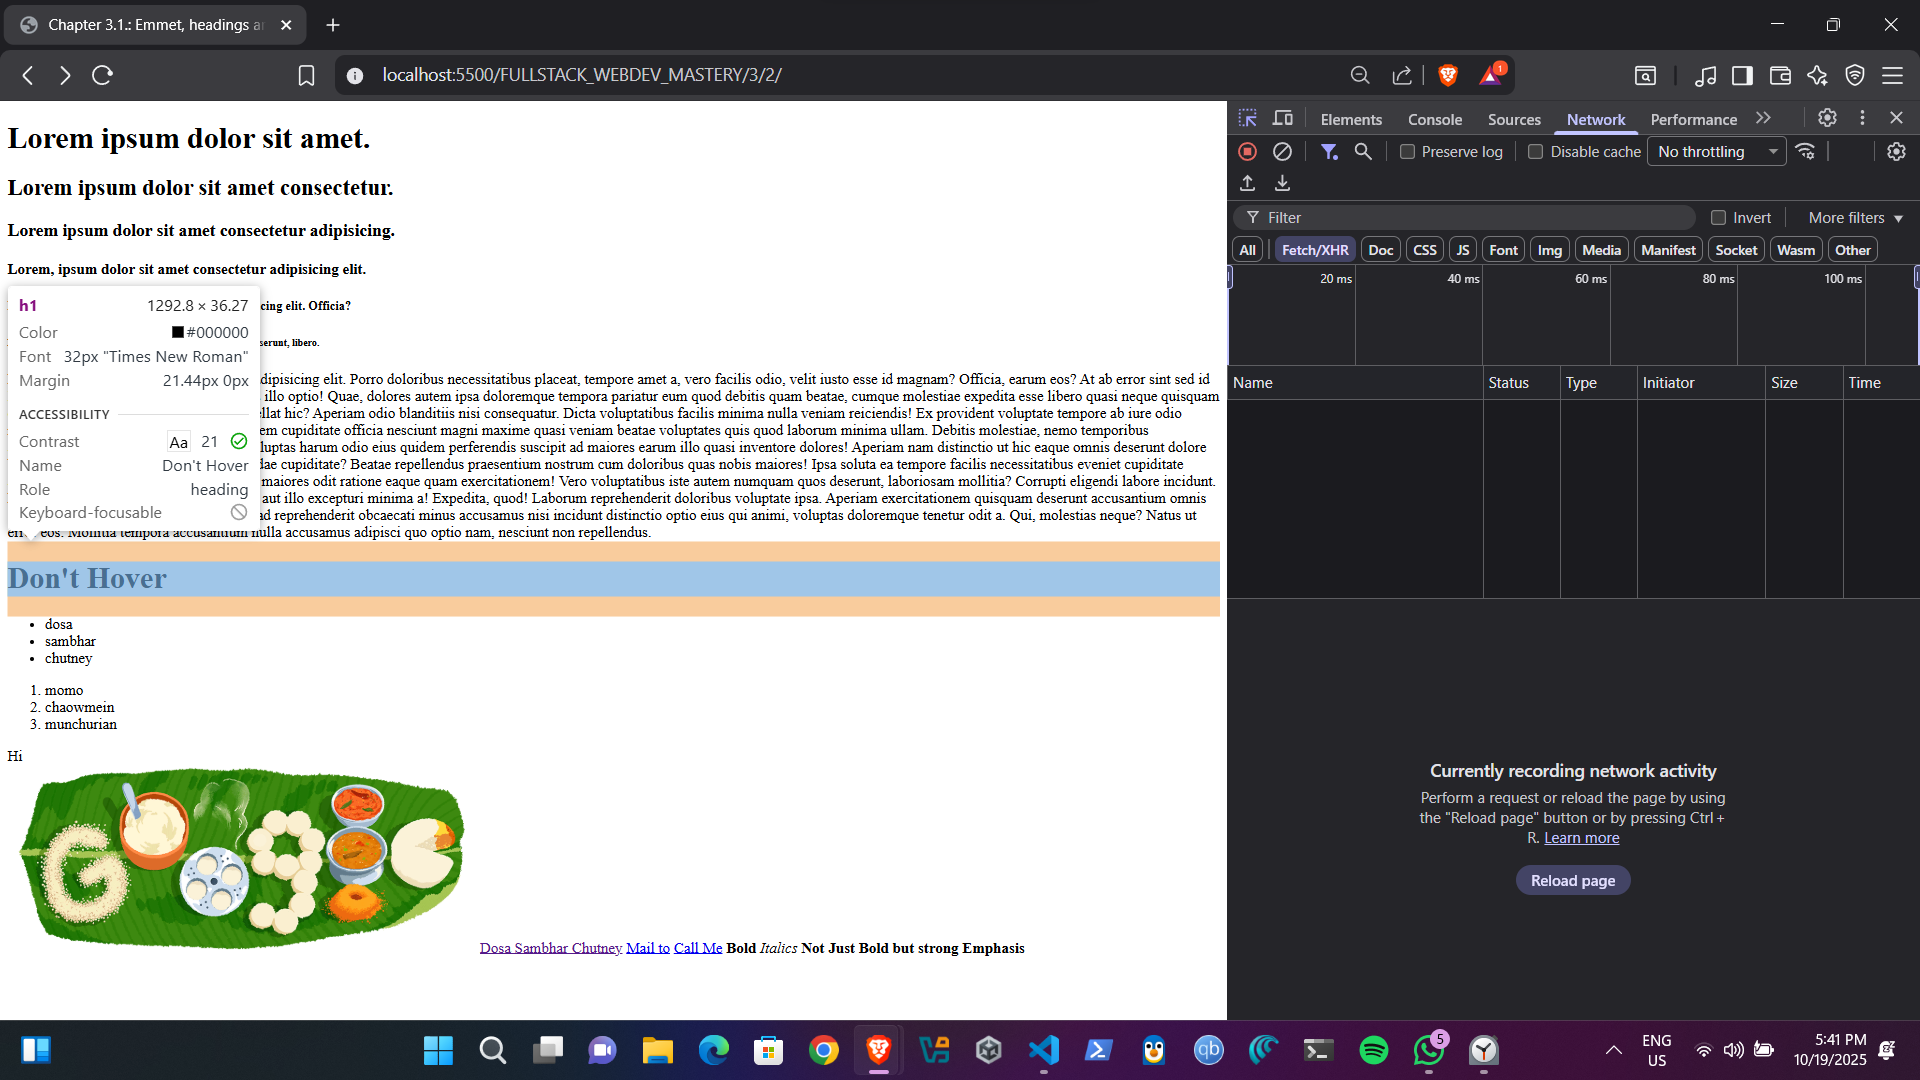 Chapter 3.1.: Emmet, headings a
localhost:5500/FULLSTACK_WEBDEV_MASTERY/3/2/
1
Lorem ipsum dolor sit amet.
Lorem ipsum dolor sit amet consectetur.
Lorem ipsum dolor sit amet consectetur adipisicing.
Lorem, ipsum dolor sit amet consectetur adipisicing elit.
cing elit. Officia?
serunt, libero.
h1 1292.8 × 36.27
Color #000000
Font 32px "Times New Roman"
Margin 21.44px 0px
ACCESSIBILITY
Contrast Aa 21
Name Don't Hover
Role heading
Keyboard-focusable
dipisicing elit. Porro doloribus necessitatibus placeat, tempore amet a, vero facilis odio, velit iusto esse id magnam? Officia, earum eos? At ab error sint sed id
illo optio! Quae, dolores autem ipsa doloremque tempora pariatur eum quod debitis quam beatae, cumque molestiae expedita esse libero quasi neque quisquam
ellat hic? Aperiam odio blanditiis nisi consequatur. Dicta voluptatibus facilis minima nulla veniam reiciendis! Ex provident voluptate tempore ab iure odio
em cupiditate officia nesciunt magni maxime quasi veniam beatae voluptates quis quod laborum minima ullam. Debitis molestiae, nemo temporibus
luptas harum odio eius quidem perferendis suscipit ad maiores earum illo quasi inventore dolores! Aperiam nam distinctio ut hic eaque omnis deserunt dolore
dae cupiditate? Beatae repellendus praesentium nostrum cum doloribus quas nobis maiores! Ipsa soluta ea tempore facilis necessitatibus eveniet cupiditate
maiores odit ratione eaque quam exercitationem! Vero voluptatibus iste autem numquam quos deserunt, laboriosam mollitia? Corrupti eligendi labore incidunt.
aut illo excepturi minima a! Expedita, quod! Laborum reprehenderit doloribus voluptate ipsa. Aperiam exercitationem quisquam deserunt accusantium omnis
ad reprehenderit obcaecati minus accusamus nisi incidunt distinctio optio eius qui animi, voluptas doloremque tenetur odit a. Qui, molestias neque? Natus ut
eos. Mollitia tempora accusantium nulla accusamus adipisci quo optio nam, nesciunt non repellendus.
Don't Hover
• dosa
• sambhar
• chutney
1. momo
2. chaowmein
3. munchurian
Hi
Dosa Sambhar Chutney Mail to Call Me Bold Italics Not Just Bold but strong Emphasis
Elements Console Sources Network Performance
Preserve log Disable cache No throttling
Filter Invert More filters
All Fetch/XHR Doc CSS JS Font Img Media Manifest Socket Wasm Other
20 ms 40 ms 60 ms 80 ms 100 ms
Name Status Type Initiator Size Time
Currently recording network activity
Perform a request or reload the page by using
the "Reload page" button or by pressing Ctrl +
R. Learn more
Reload page
qb
5
ENG
US
5:41 PM
10/19/2025